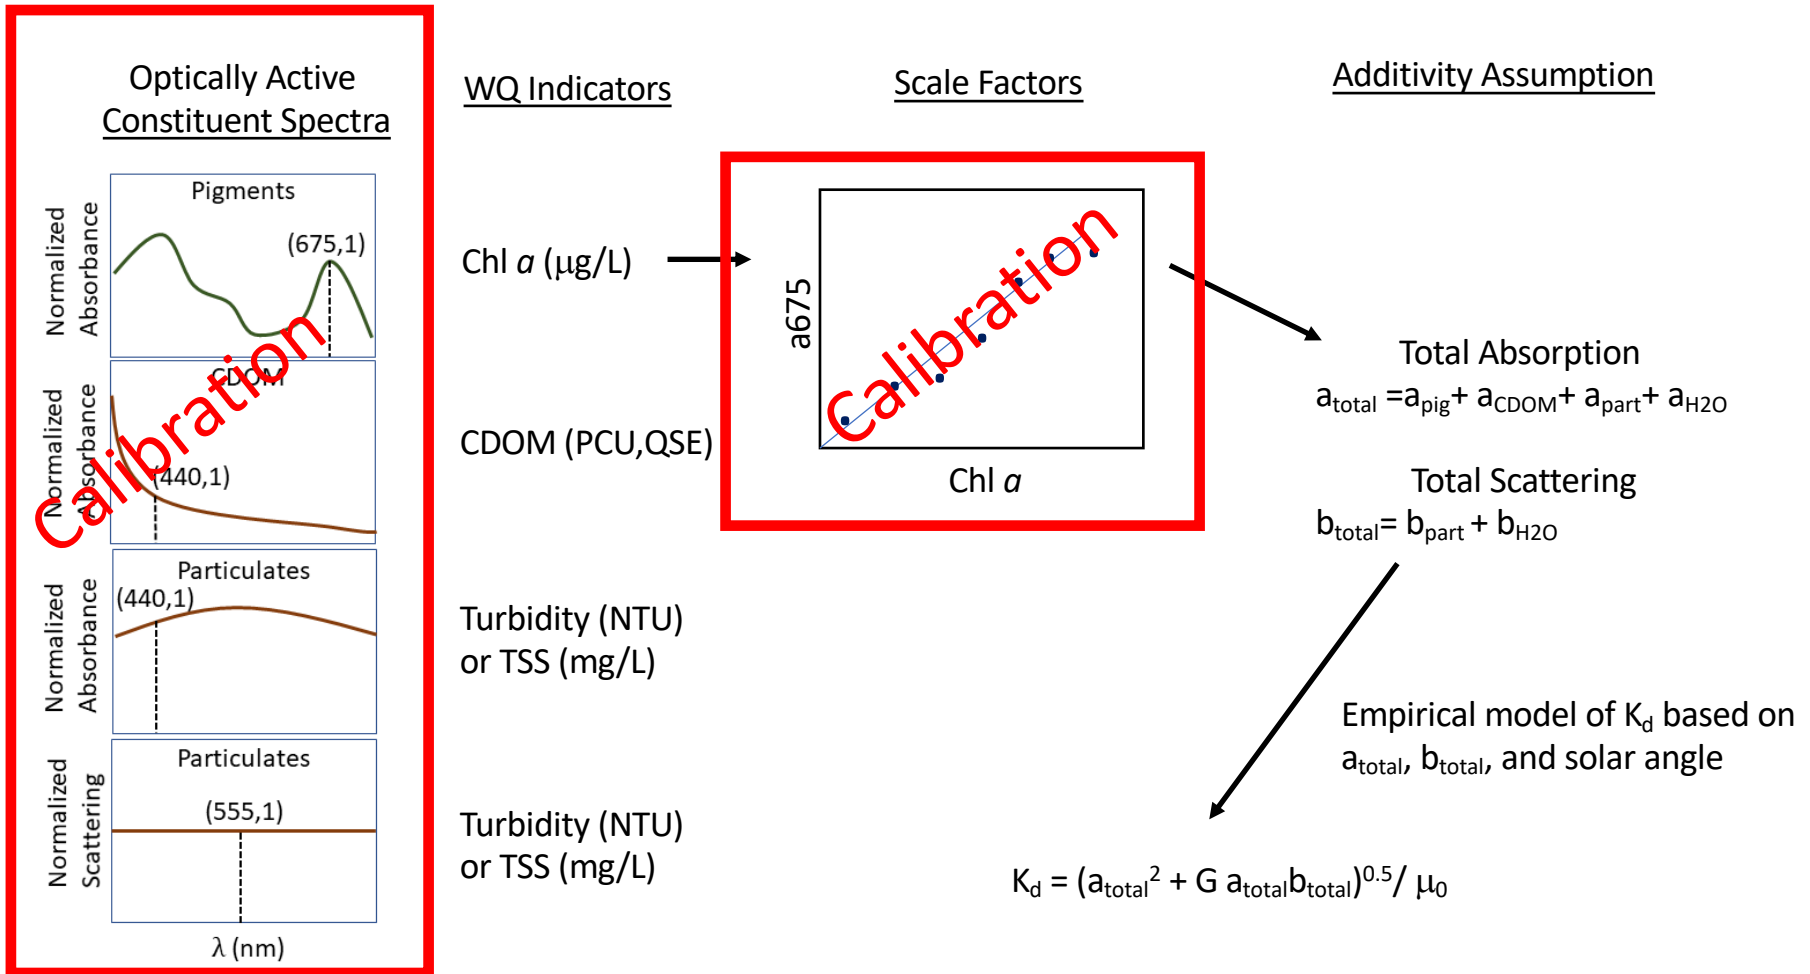 Optically Active
Constituent Spectra
WQ Indicators
Scale Factors
Additivity Assumption
Normalized
Absorbance
Pigments
(675,1)
Chl a (μg/L)
a675
Chl a
Calibration
Total Absorption
a_total =a_pig+ a_CDOM+ a_part+ a_H2O
Normalized
Absorbance
CDOM
(440,1)
Calibration
CDOM (PCU,QSE)
Total Scattering
b_total= b_part + b_H2O
Normalized
Absorbance
Particulates
(440,1)
Turbidity (NTU)
or TSS (mg/L)
Empirical model of K_d based on
a_total, b_total, and solar angle
Normalized
Scattering
Particulates
(555,1)
λ (nm)
Turbidity (NTU)
or TSS (mg/L)
K_d = (a_total² + G a_total b_total)^0.5/ μ₀